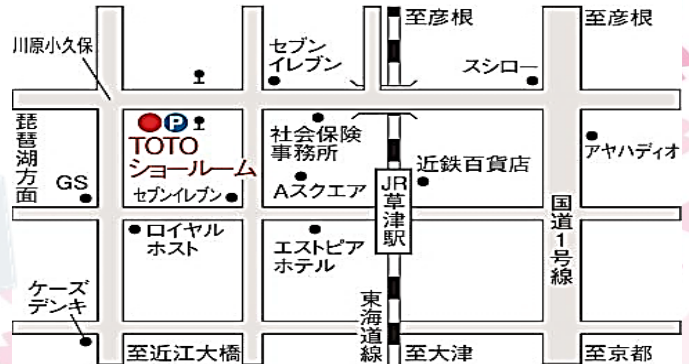 至彦根
至彦根
川原小久保
セブン
イレブン
スシロー
P
TOTO
ショールーム
社会保険
事務所
琵琶湖方面
GS
セブンイレブン
Aスクエア
JR草津駅
近鉄百貨店
アヤハディオ
国道1号線
ロイヤル
ホスト
エストピア
ホテル
ケーズ
デンキ
東海道線
至近江大橋
至大津
至京都